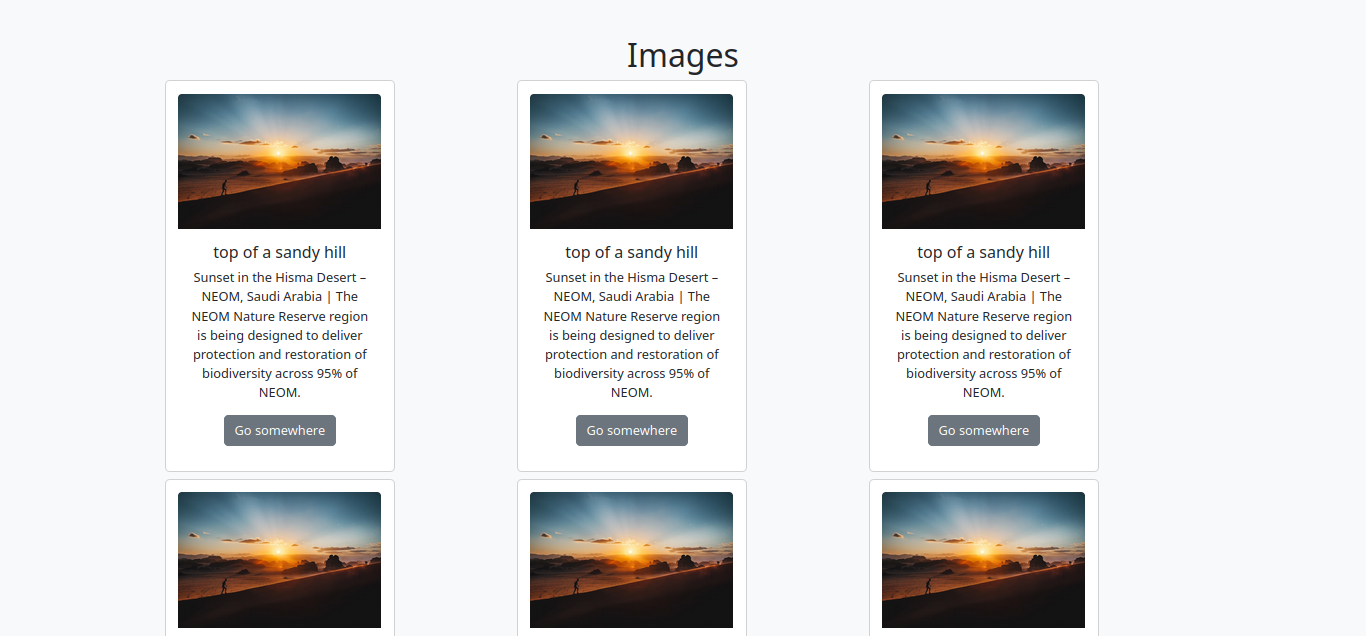 Images
top of a sandy hill
Sunset in the Hisma Desert –
NEOM, Saudi Arabia | The
NEOM Nature Reserve region
is being designed to deliver
protection and restoration of
biodiversity across 95% of
NEOM.
Go somewhere
top of a sandy hill
Sunset in the Hisma Desert –
NEOM, Saudi Arabia | The
NEOM Nature Reserve region
is being designed to deliver
protection and restoration of
biodiversity across 95% of
NEOM.
Go somewhere
top of a sandy hill
Sunset in the Hisma Desert –
NEOM, Saudi Arabia | The
NEOM Nature Reserve region
is being designed to deliver
protection and restoration of
biodiversity across 95% of
NEOM.
Go somewhere